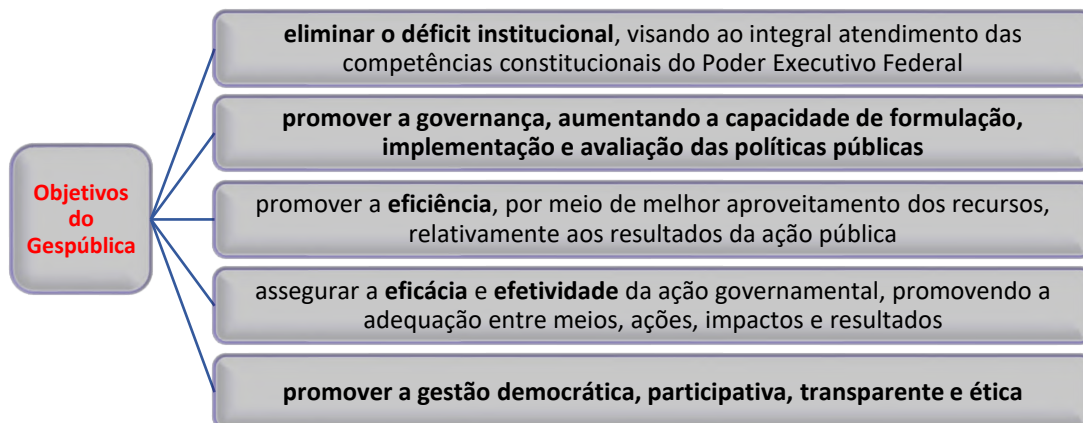 eliminar o déficit institucional, visando ao integral atendimento das
competências constitucionais do Poder Executivo Federal
promover a governança, aumentando a capacidade de formulação,
implementação e avaliação das políticas públicas
Objetivos
do
Gespública
promover a eficiência, por meio de melhor aproveitamento dos recursos,
relativamente aos resultados da ação pública
assegurar a eficácia e efetividade da ação governamental, promovendo a
adequação entre meios, ações, impactos e resultados
promover a gestão democrática, participativa, transparente e ética